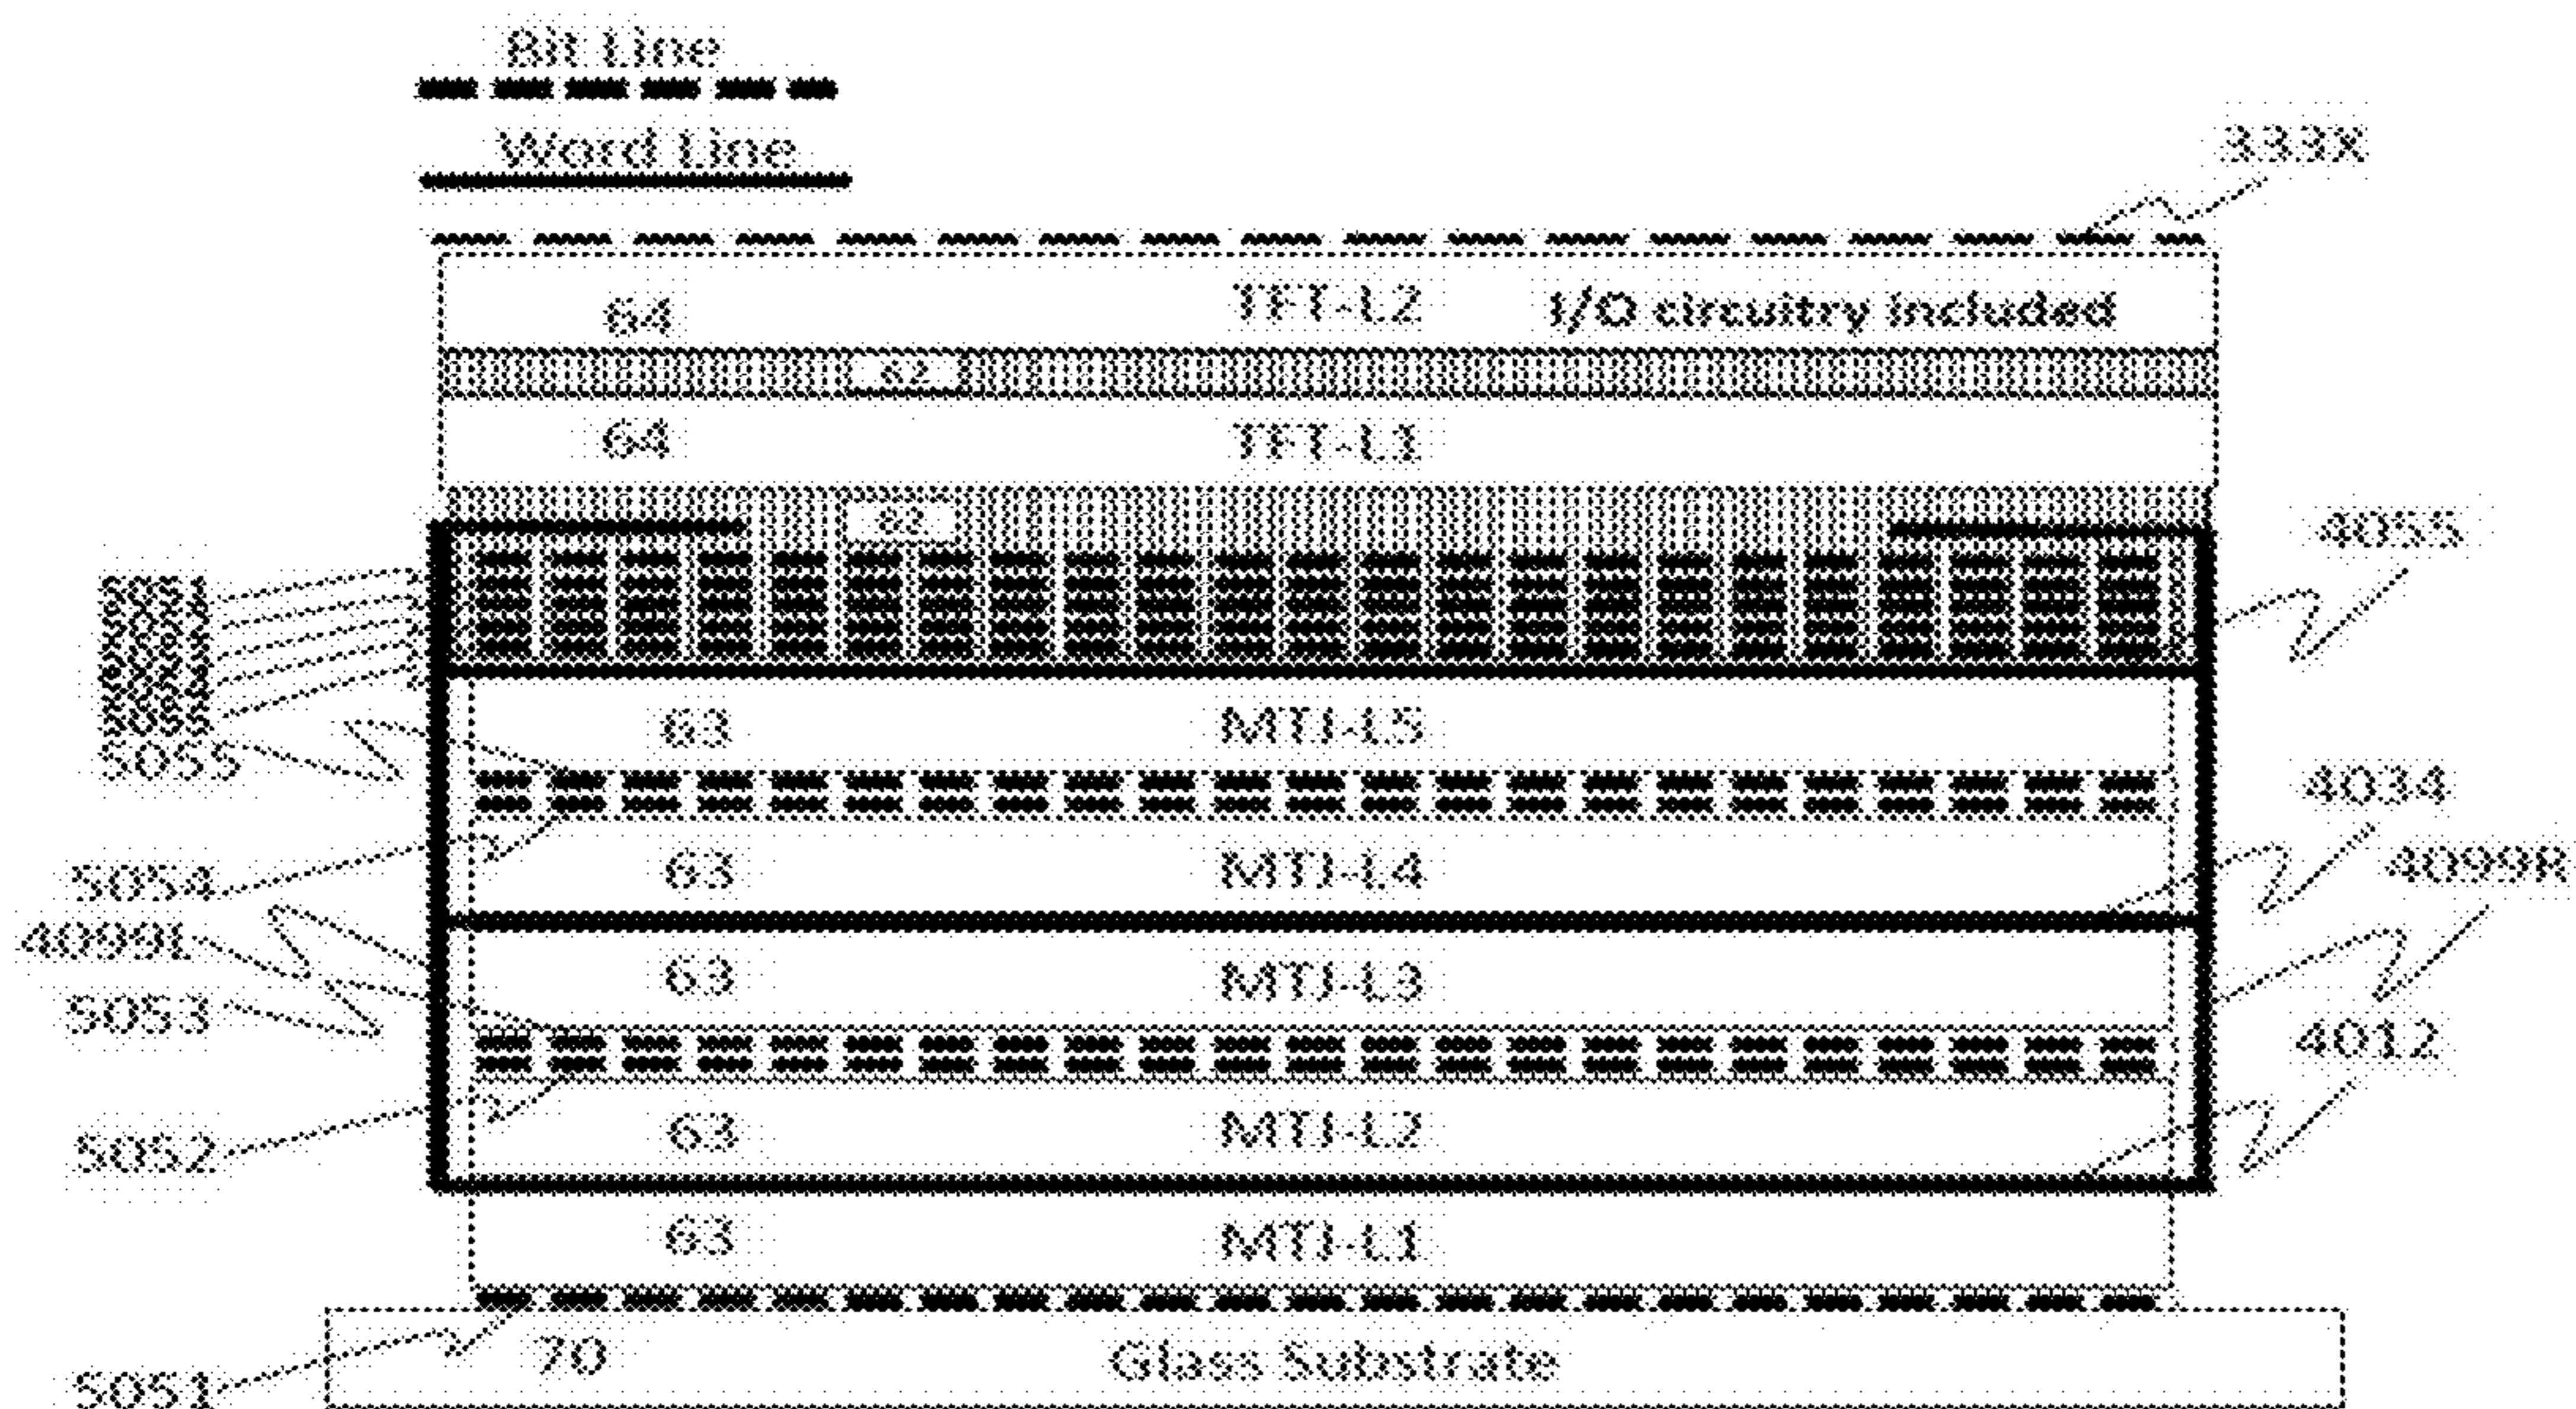 Bit Line
Word Line
333X
64 TFT-L2 I/O circuitry included
62
64 TFT-L1
62
4055
63 MTJ-L5
5055
4034
63 MTJ-L4
5054
4099R
4099L
63 MTJ-L3
5053
4012
63 MTJ-L2
5052
63 MTJ-L1
70 Glass Substrate
5051